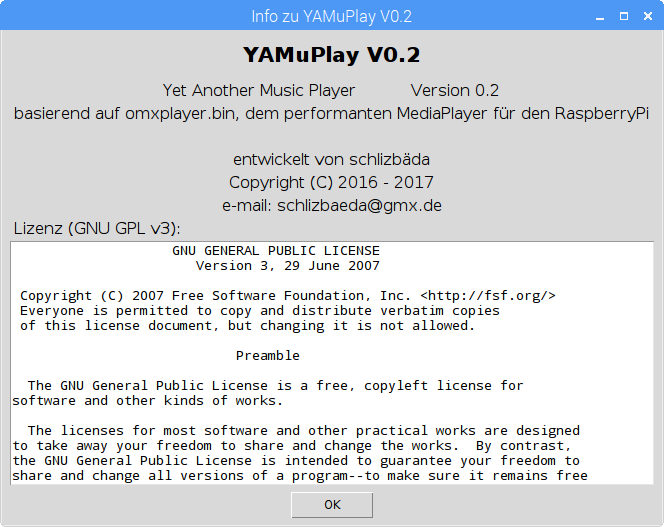 Info zu YAMuPlay V0.2
YAMuPlay V0.2
Yet Another Music Player Version 0.2
basierend auf omxplayer.bin, dem performanten MediaPlayer für den RaspberryPi
entwickelt von schlizbäda
Copyright (C) 2016 - 2017
e-mail: schlizbaeda@gmx.de
Lizenz (GNU GPL v3):
GNU GENERAL PUBLIC LICENSE
Version 3, 29 June 2007
Copyright (C) 2007 Free Software Foundation, Inc. <http://fsf.org/>
Everyone is permitted to copy and distribute verbatim copies
of this license document, but changing it is not allowed.
Preamble
The GNU General Public License is a free, copyleft license for
software and other kinds of works.
The licenses for most software and other practical works are designed
to take away your freedom to share and change the works.  By contrast,
the GNU General Public License is intended to guarantee your freedom to
share and change all versions of a program--to make sure it remains free
OK